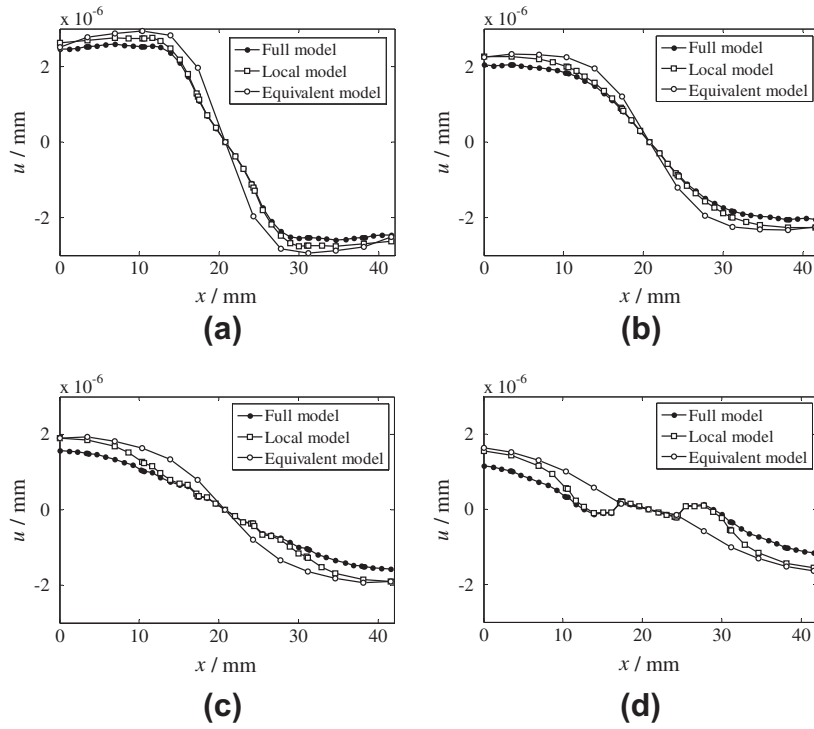 x 10⁻⁶
u / mm
2
0
-2
0 10 20 30 40
x / mm
Full model
Local model
Equivalent model
(a)
x 10⁻⁶
u / mm
2
0
-2
0 10 20 30 40
x / mm
Full model
Local model
Equivalent model
(b)
x 10⁻⁶
u / mm
2
0
-2
0 10 20 30 40
x / mm
Full model
Local model
Equivalent model
(c)
x 10⁻⁶
u / mm
2
0
-2
0 10 20 30 40
x / mm
Full model
Local model
Equivalent model
(d)